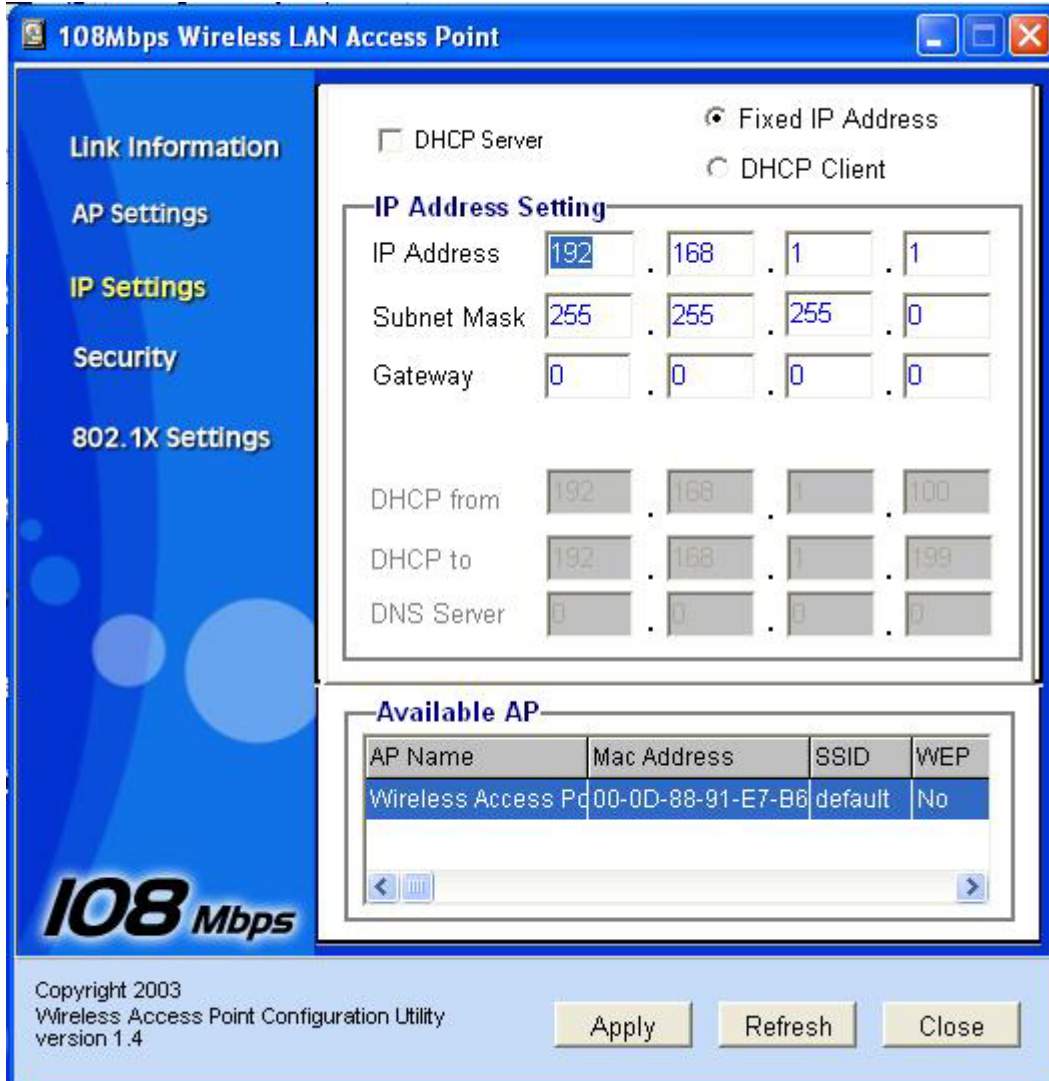 108Mbps Wireless LAN Access Point
Link Information
AP Settings
IP Settings
Security
802.1X Settings
DHCP Server
Fixed IP Address
DHCP Client
IP Address Setting
IP Address 192 . 168 . 1 . 1
Subnet Mask 255 . 255 . 255 . 0
Gateway 0 . 0 . 0 . 0
DHCP from 192 . 168 . 1 . 100
DHCP to 192 . 168 . 1 . 199
DNS Server 0 . 0 . 0 . 0
Available AP
AP Name Mac Address SSID WEP
Wireless Access Po 00-0D-88-91-E7-B6 default No
108 Mbps
Copyright 2003
Wireless Access Point Configuration Utility
version 1.4
Apply Refresh Close